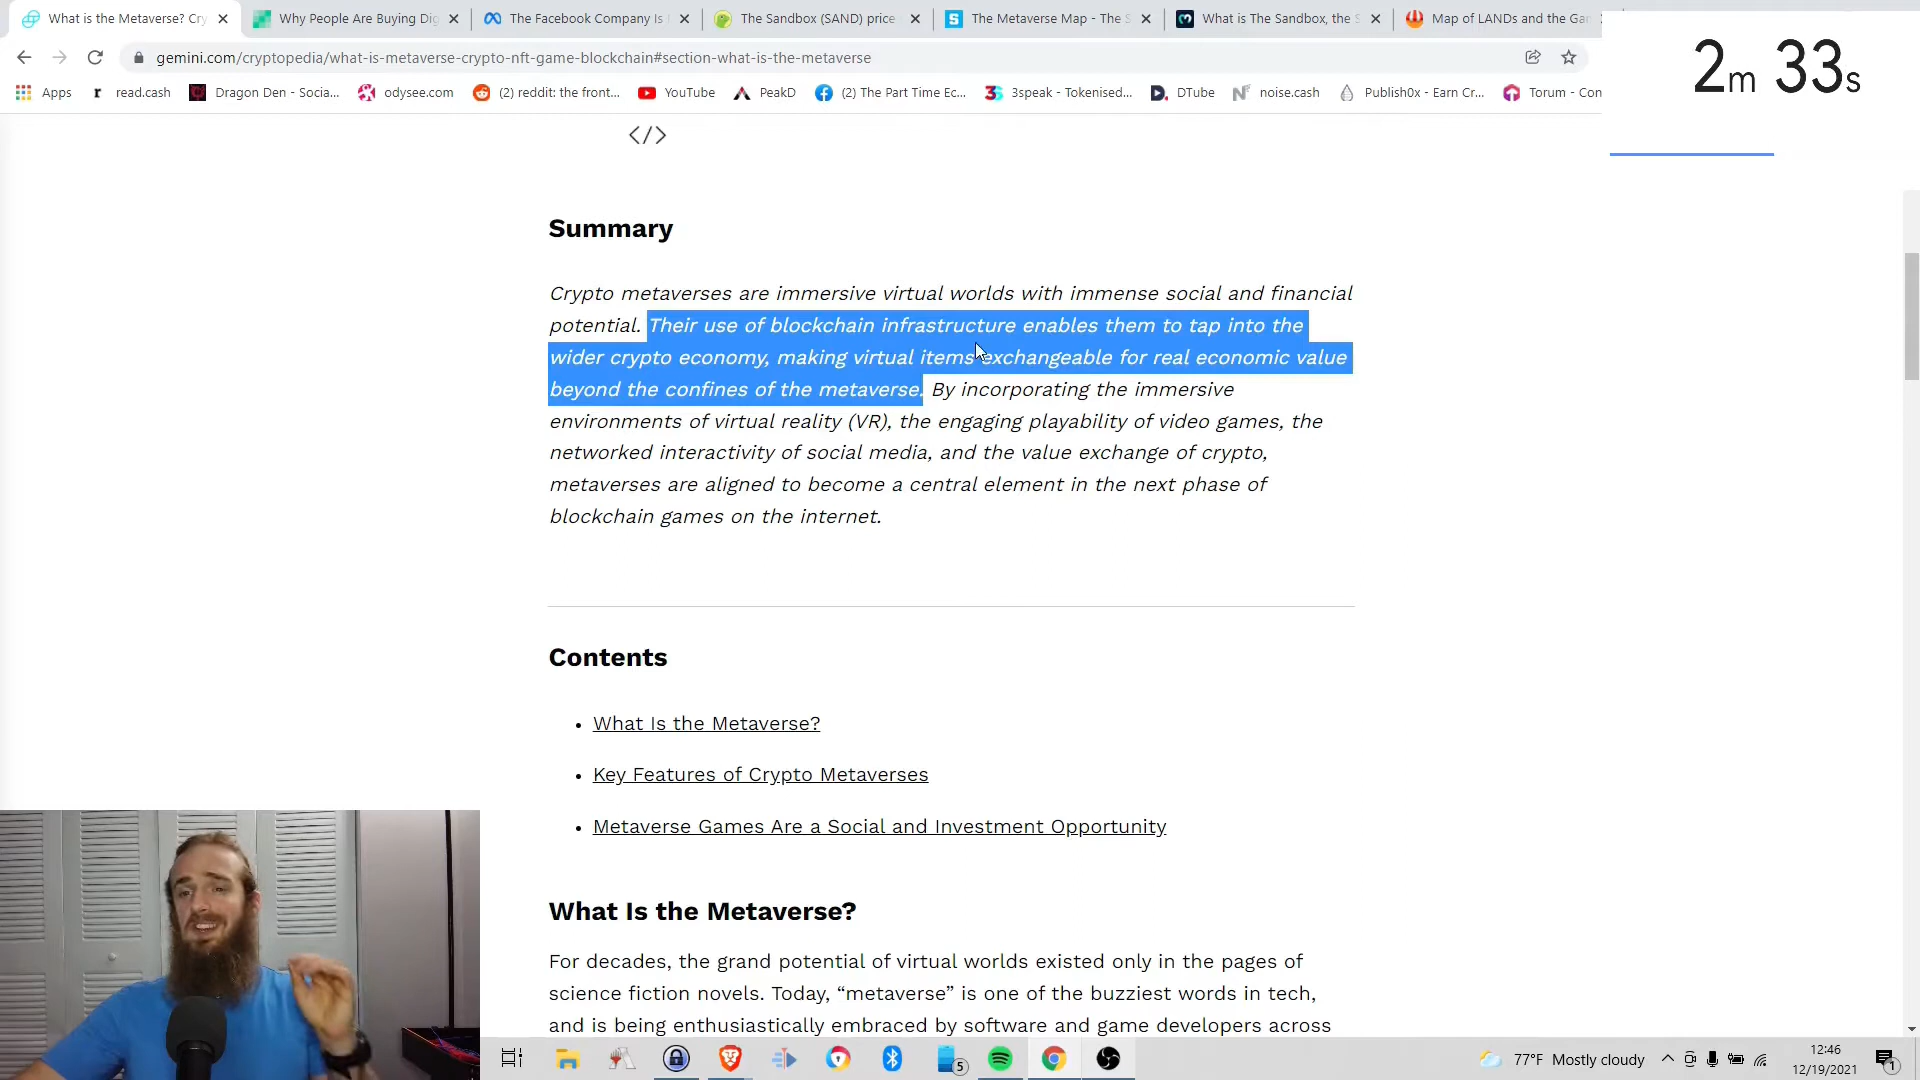 What is the Metaverse? Cry
Why People Are Buying Dig
The Facebook Company Is
The Sandbox (SAND) price
The Metaverse Map - The S
What is The Sandbox, the S
Map of LANDs and the Gar
gemini.com/cryptopedia/what-is-metaverse-crypto-nft-game-blockchain#section-what-is-the-metaverse
2m 33s
Apps
read.cash
Dragon Den - Socia...
odysee.com
(2) reddit: the front...
YouTube
PeakD
(2) The Part Time Ec...
3speak - Tokenised...
DTube
noise.cash
Publish0x - Earn Cr...
Torum - Con
</>
Summary
Crypto metaverses are immersive virtual worlds with immense social and financial
potential. Their use of blockchain infrastructure enables them to tap into the
wider crypto economy, making virtual items exchangeable for real economic value
beyond the confines of the metaverse. By incorporating the immersive
environments of virtual reality (VR), the engaging playability of video games, the
networked interactivity of social media, and the value exchange of crypto,
metaverses are aligned to become a central element in the next phase of
blockchain games on the internet.
Contents
• What Is the Metaverse?
• Key Features of Crypto Metaverses
• Metaverse Games Are a Social and Investment Opportunity
What Is the Metaverse?
For decades, the grand potential of virtual worlds existed only in the pages of
science fiction novels. Today, “metaverse” is one of the buzziest words in tech,
and is being enthusiastically embraced by software and game developers across
5
77°F Mostly cloudy
12:46
12/19/2021
1